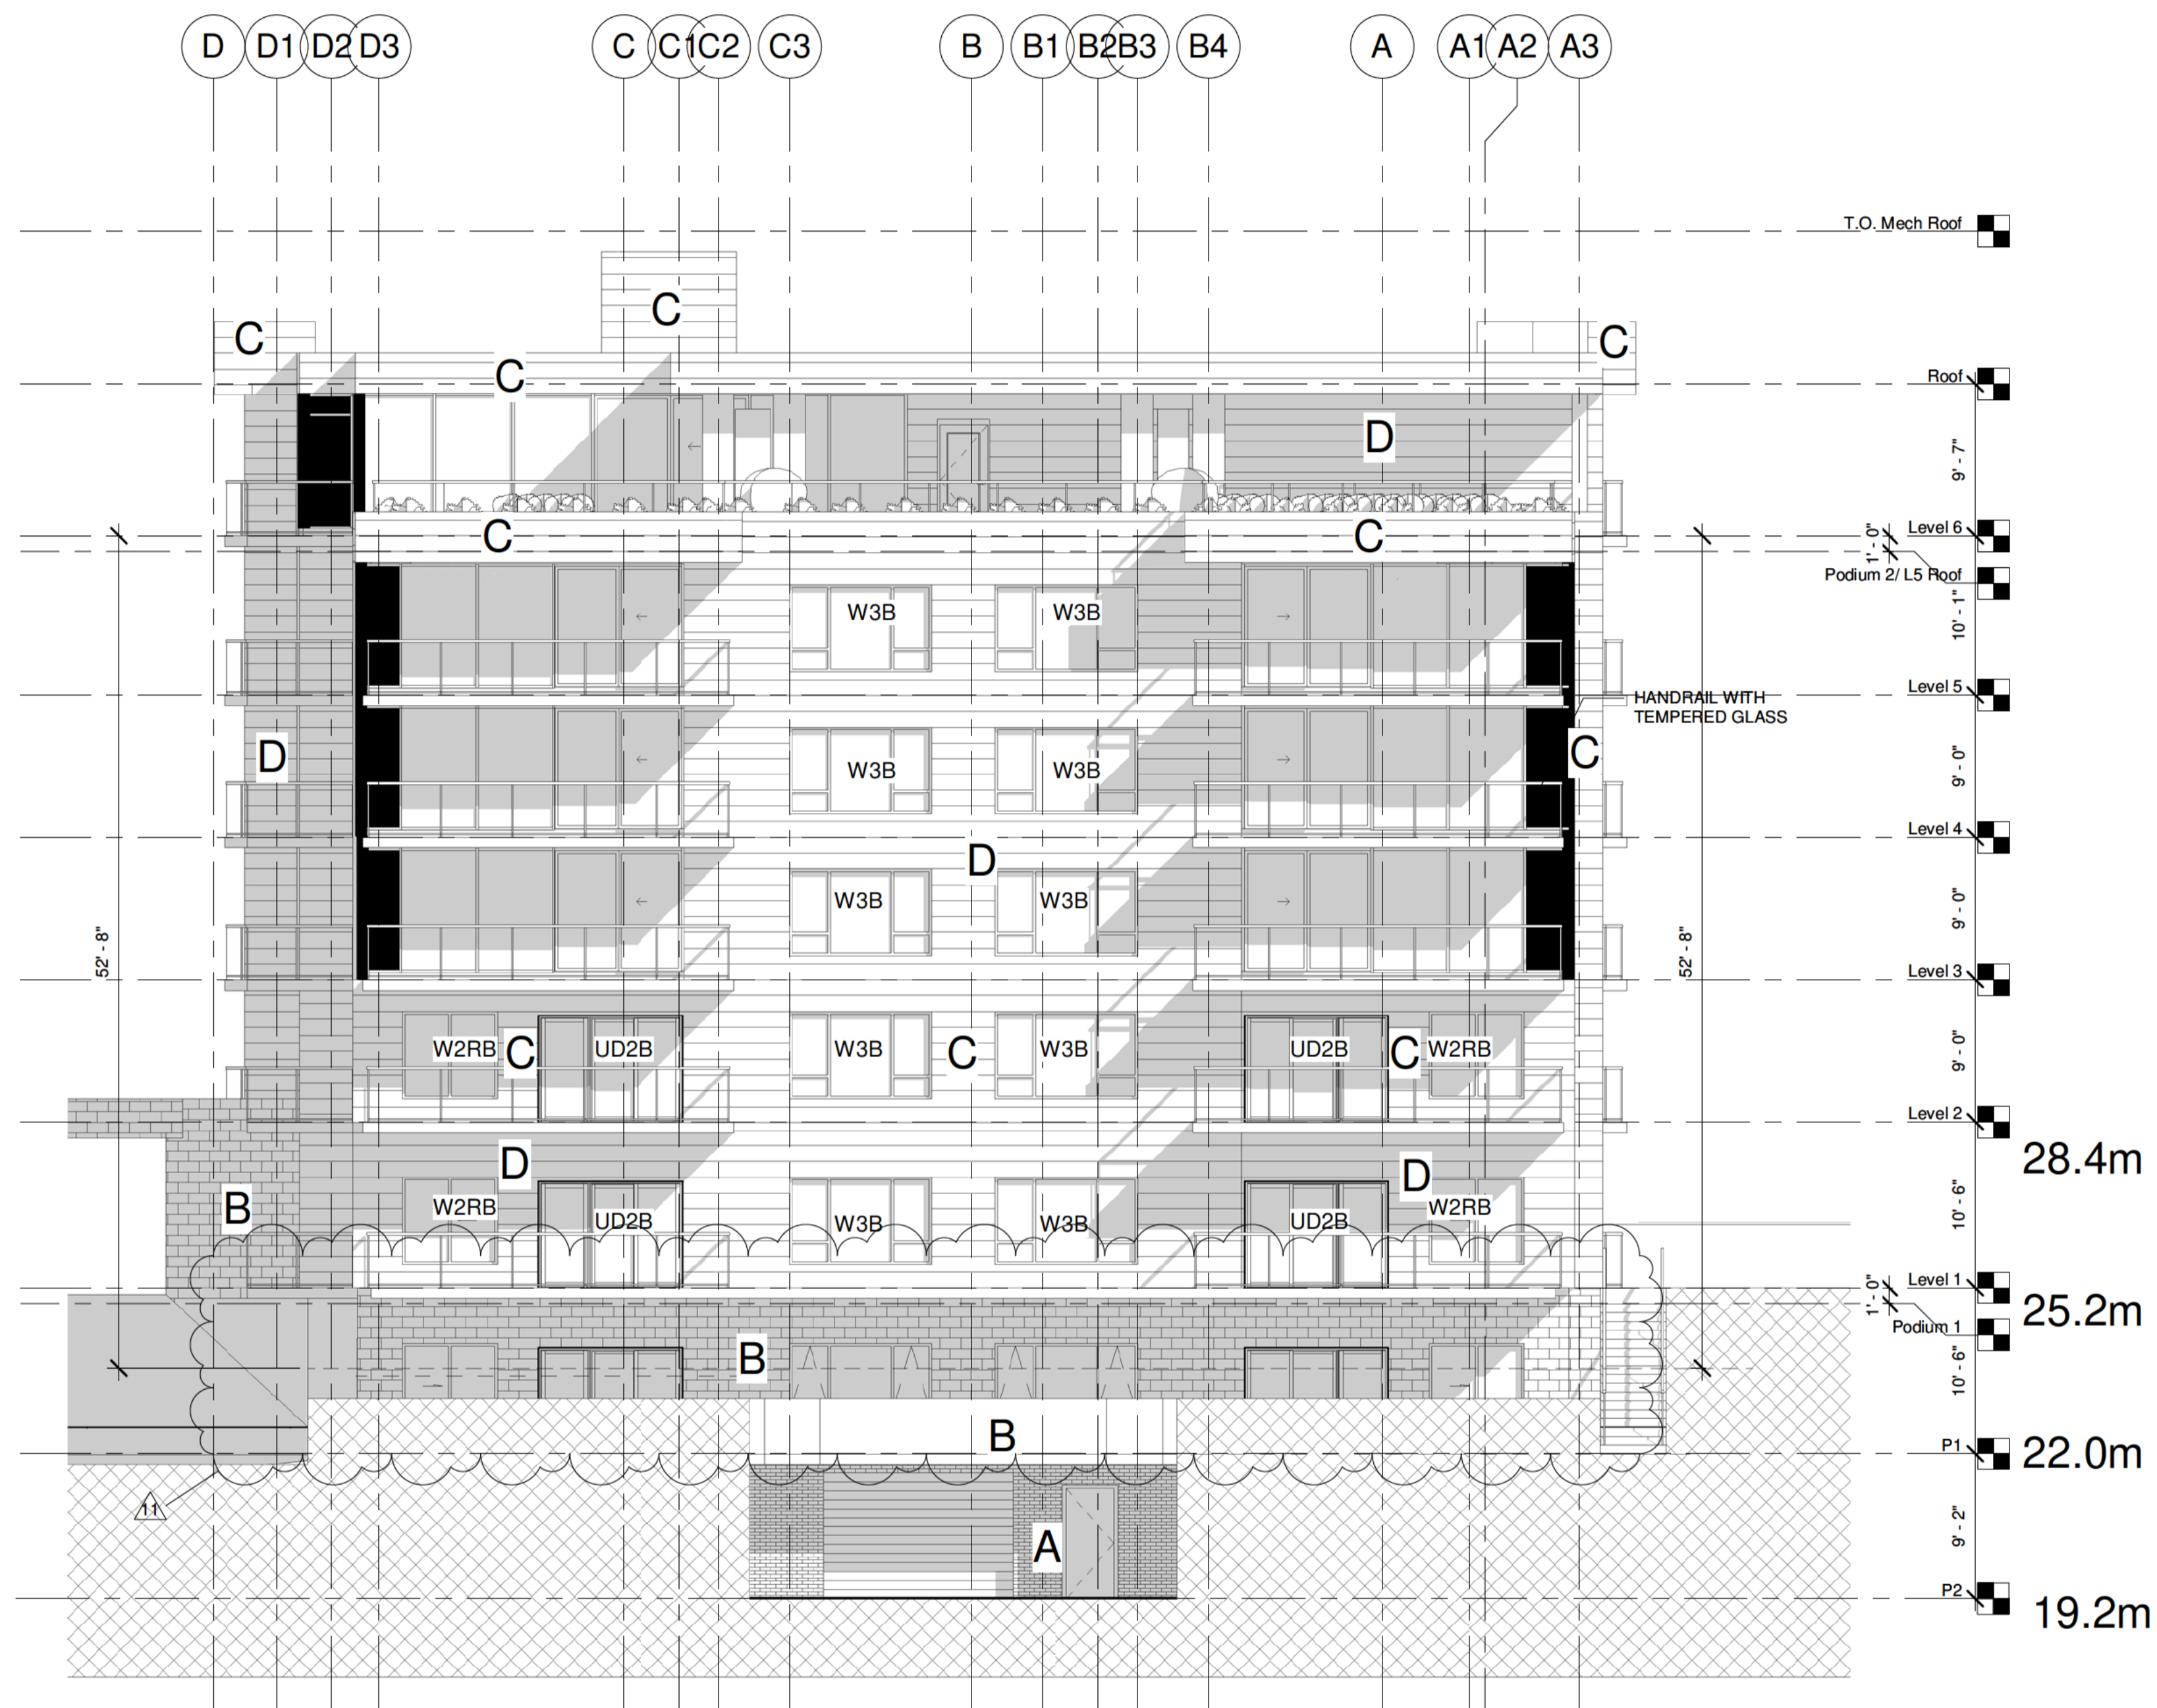 D D1 D2 D3 C C1 C2 C3 B B1 B2 B3 B4 A A1 A2 A3
T.O. Mech Roof
C
C
C
C
Roof
D
9' - 7"
C
C
Level 6
1' - 0"
Podium 2/ L5 Roof
10' - 1"
W3B
W3B
Level 5
HANDRAIL WITH
TEMPERED GLASS
D
W3B
W3B
C
9' - 0"
Level 4
D
W3B
W3B
9' - 0"
52' - 8"
52' - 8"
Level 3
W2RB
C
UD2B
W3B
C
W3B
UD2B
C
W2RB
9' - 0"
Level 2
28.4m
D
D
B
W2RB
UD2B
W3B
W3B
UD2B
W2RB
10' - 6"
Level 1
25.2m
1' - 0"
Podium 1
B
10' - 6"
B
P1
22.0m
11
A
9' - 2"
P2
19.2m